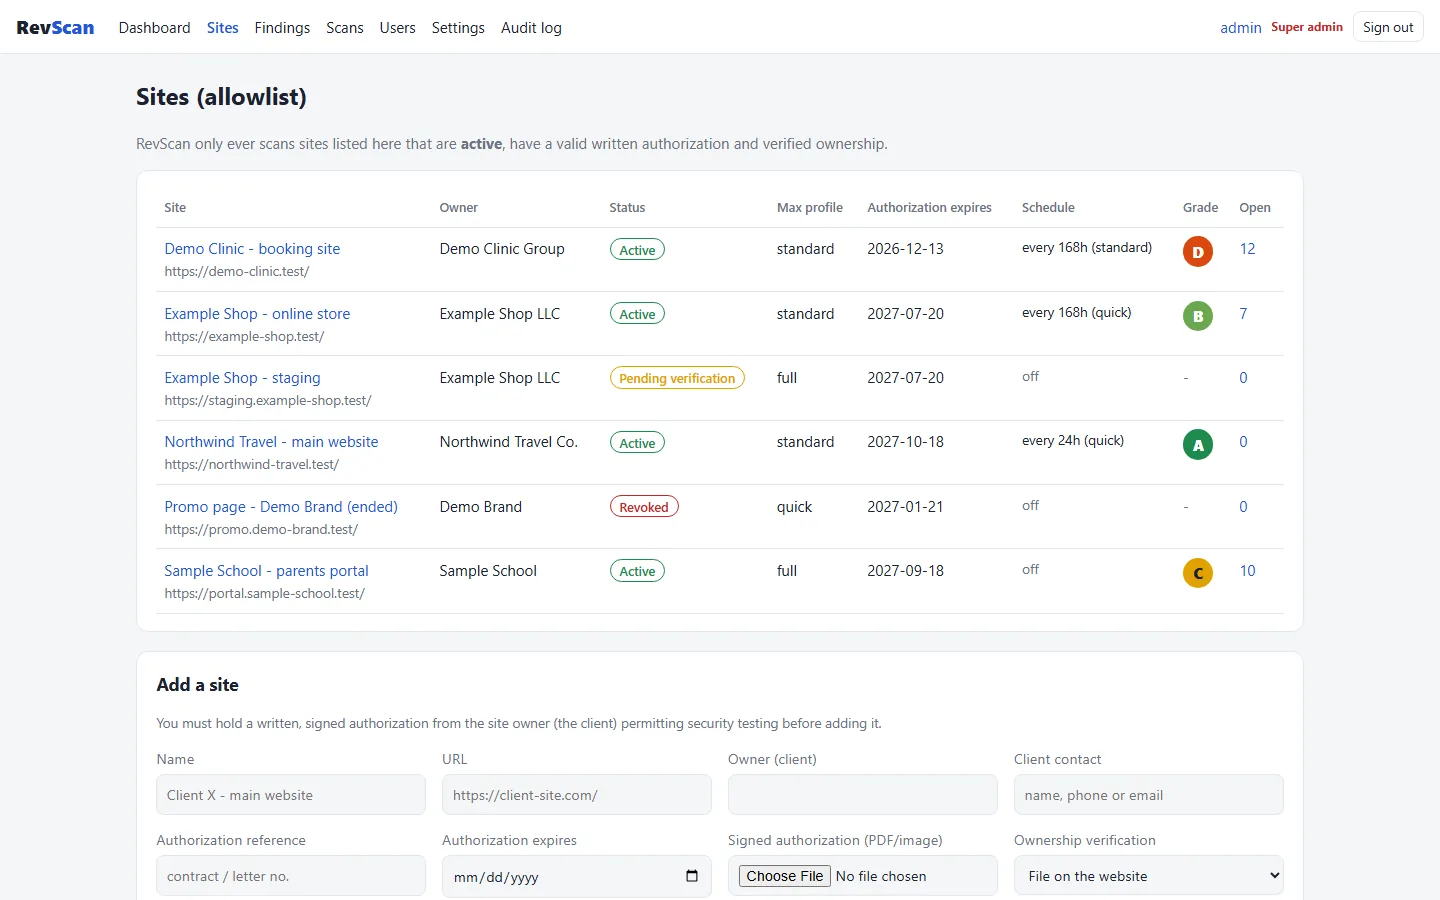 RevScan Dashboard Sites Findings Scans Users Settings Audit log admin Super admin Sign out
Sites (allowlist)
RevScan only ever scans sites listed here that are active, have a valid written authorization and verified ownership.
Site Owner Status Max profile Authorization expires Schedule Grade Open
Demo Clinic - booking site Demo Clinic Group Active standard 2026-12-13 every 168h (standard) D 12
https://demo-clinic.test/
Example Shop - online store Example Shop LLC Active standard 2027-07-20 every 168h (quick) B 7
https://example-shop.test/
Example Shop - staging Example Shop LLC Pending verification full 2027-07-20 off - 0
https://staging.example-shop.test/
Northwind Travel - main website Northwind Travel Co. Active standard 2027-10-18 every 24h (quick) A 0
https://northwind-travel.test/
Promo page - Demo Brand (ended) Demo Brand Revoked quick 2027-01-21 off - 0
https://promo.demo-brand.test/
Sample School - parents portal Sample School Active full 2027-09-18 off C 10
https://portal.sample-school.test/
Add a site
You must hold a written, signed authorization from the site owner (the client) permitting security testing before adding it.
Name URL Owner (client) Client contact
Client X - main website https://client-site.com/ name, phone or email
Authorization reference Authorization expires Signed authorization (PDF/image) Ownership verification
contract / letter no. mm/dd/yyyy Choose File No file chosen File on the website